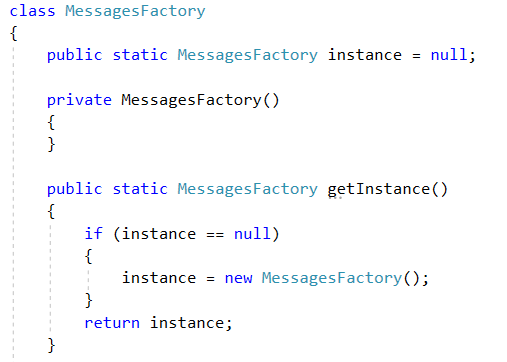 class MessagesFactory
{
    public static MessagesFactory instance = null;
    private MessagesFactory()
    {
    }
    public static MessagesFactory getInstance()
    {
        if (instance == null)
        {
            instance = new MessagesFactory();
        }
        return instance;
    }